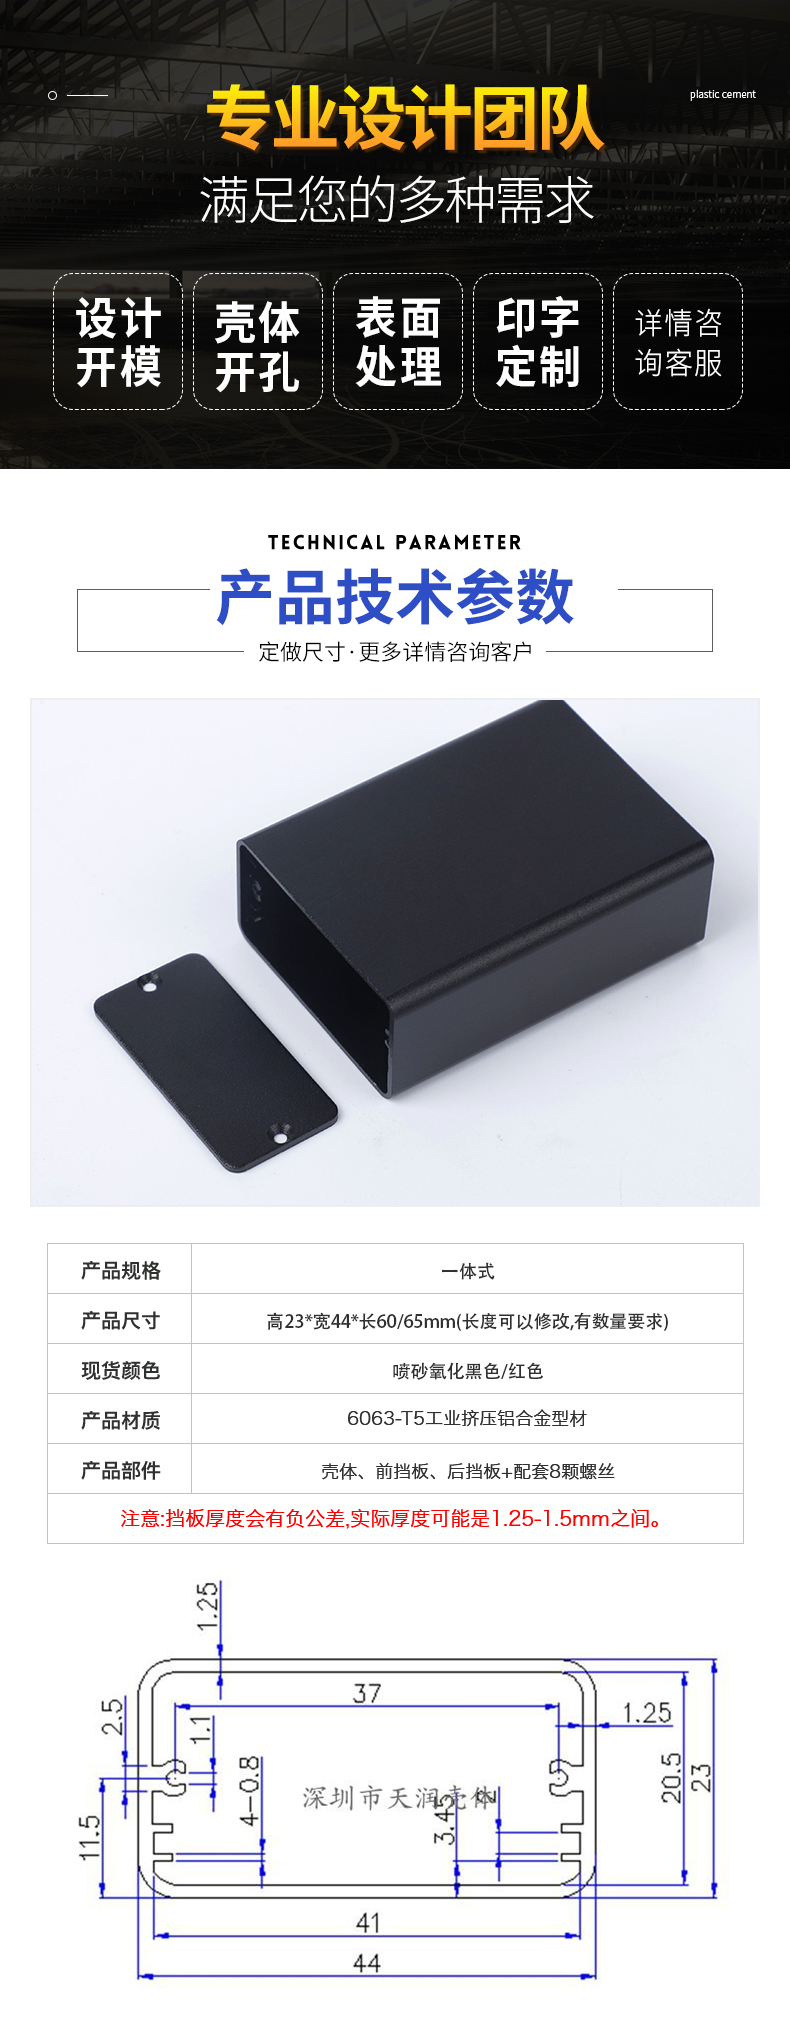 专业设计团队
plastic cement
满足您的多种需求
设计
开模
壳体
开孔
表面
处理
印字
定制
详情咨
询客服
TECHNICAL PARAMETER
产品技术参数
定做尺寸·更多详情咨询客户
产品规格 一体式
产品尺寸 高23*宽44*长60/65mm(长度可以修改,有数量要求)
现货颜色 喷砂氧化黑色/红色
产品材质 6063-T5工业挤压铝合金型材
产品部件 壳体、前挡板、后挡板+配套8颗螺丝
注意:挡板厚度会有负公差,实际厚度可能是1.25-1.5mm之间。
1.25
37
2.5
1.1
1.25
4-0.8
深圳市天润壳体
3.45
2
20.5
23
11.5
41
44